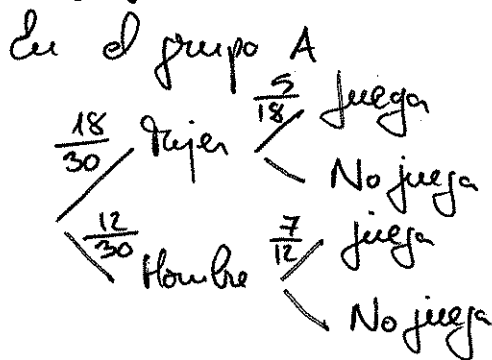 En el grupo A
5/18 juega
18/30 Mujer
No juega
12/30 7/12 juega
Hombre
No juega